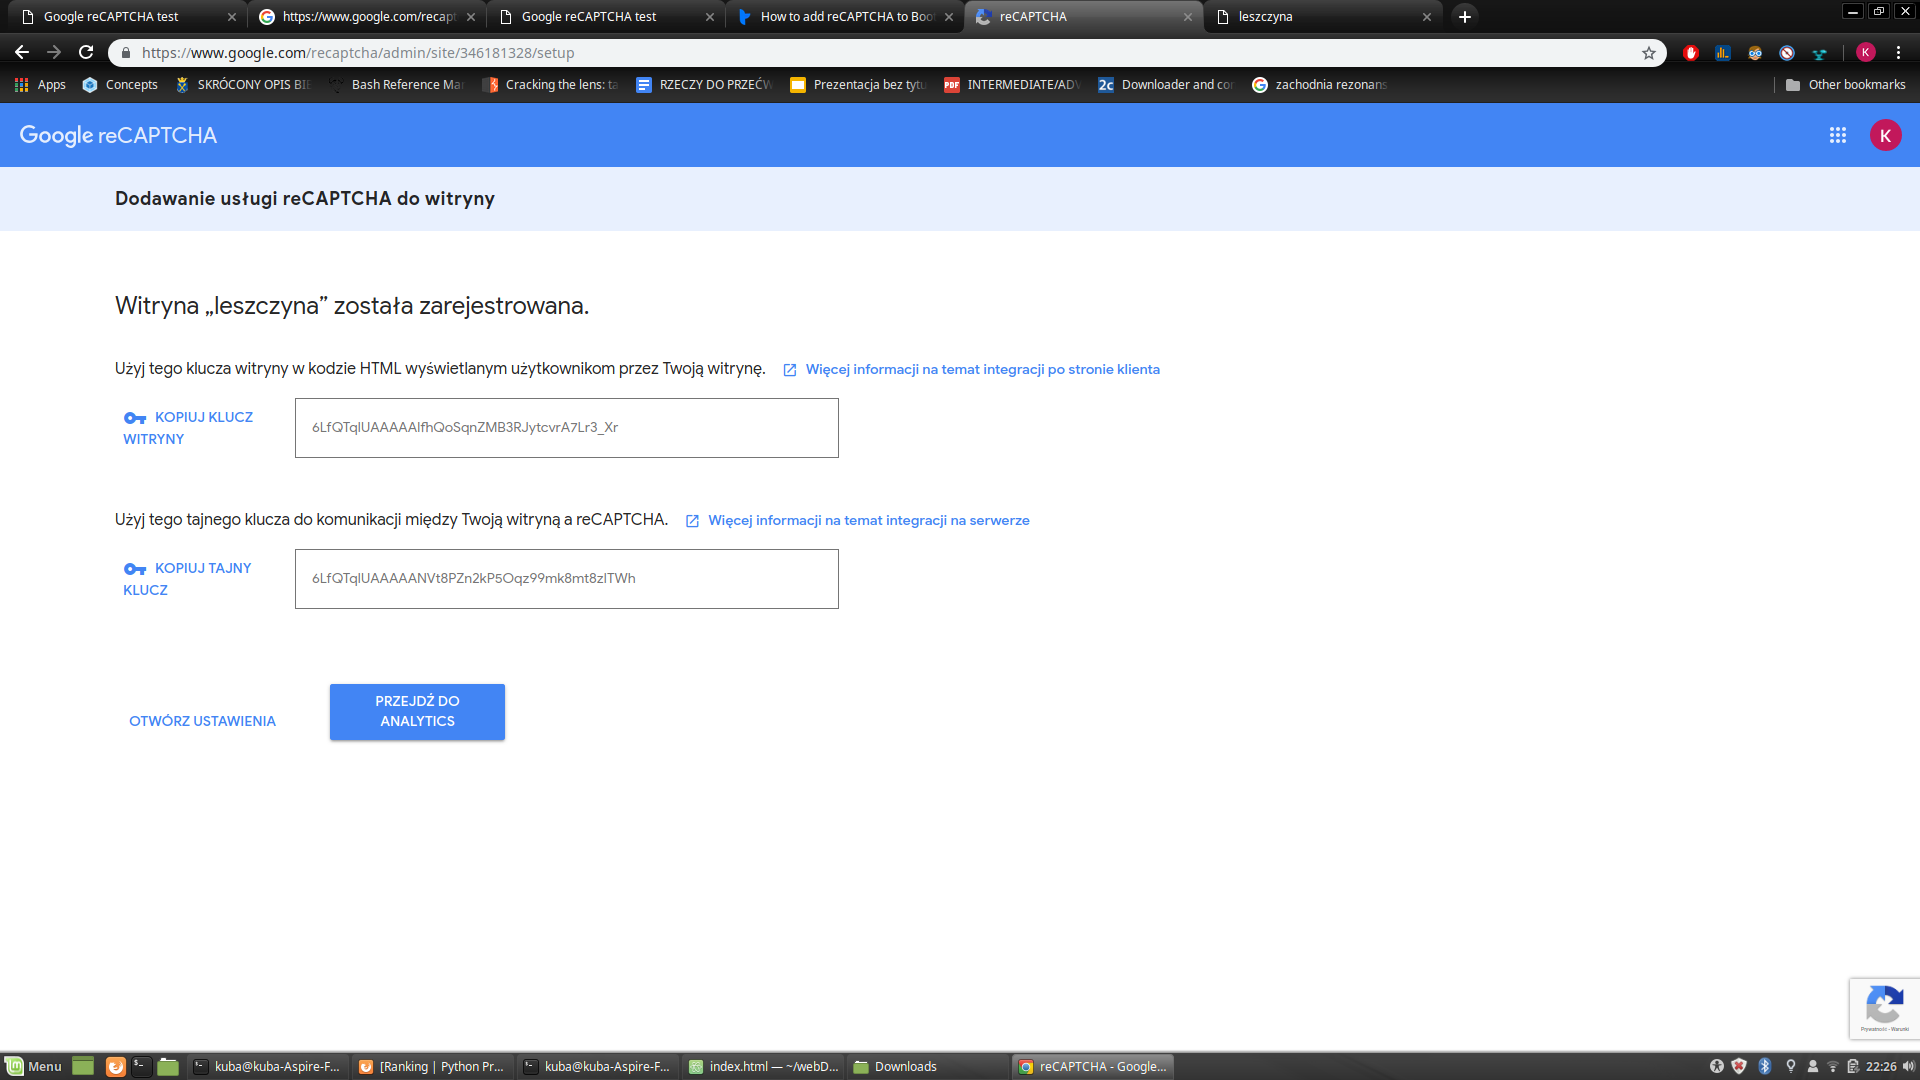 Google reCAPTCHA test
https://www.google.com/recapt
Google reCAPTCHA test
How to add reCAPTCHA to Boo
reCAPTCHA
leszczyna
https://www.google.com/recaptcha/admin/site/346181328/setup
K
Apps
Concepts
SKRÓCONY OPIS BIE
Bash Reference Ma
Cracking the lens: ta
RZECZY DO PRZEĆW
Prezentacja bez tytu
PDF
INTERMEDIATE/ADV
2c
Downloader and co
zachodnia rezonans
Other bookmarks
Google reCAPTCHA
K
Dodawanie usługi reCAPTCHA do witryny
Witryna „leszczyna” została zarejestrowana.
Użyj tego klucza witryny w kodzie HTML wyświetlanym użytkownikom przez Twoją witrynę.
Więcej informacji na temat integracji po stronie klienta
KOPIUJ KLUCZ
WITRYNY
6LfQTqIUAAAAAIfhQoSqnZMB3RJytcvrA7Lr3_Xr
Użyj tego tajnego klucza do komunikacji między Twoją witryną a reCAPTCHA.
Więcej informacji na temat integracji na serwerze
KOPIUJ TAJNY
KLUCZ
6LfQTqIUAAAAANVt8PZn2kP5Oqz99mk8mt8zITWh
OTWÓRZ USTAWIENIA
PRZEJDŹ DO
ANALYTICS
Prywatność - Warunki
Menu
kuba@kuba-Aspire-F...
[Ranking | Python Pr...
kuba@kuba-Aspire-F...
index.html — ~/webD...
Downloads
reCAPTCHA - Google...
22:26